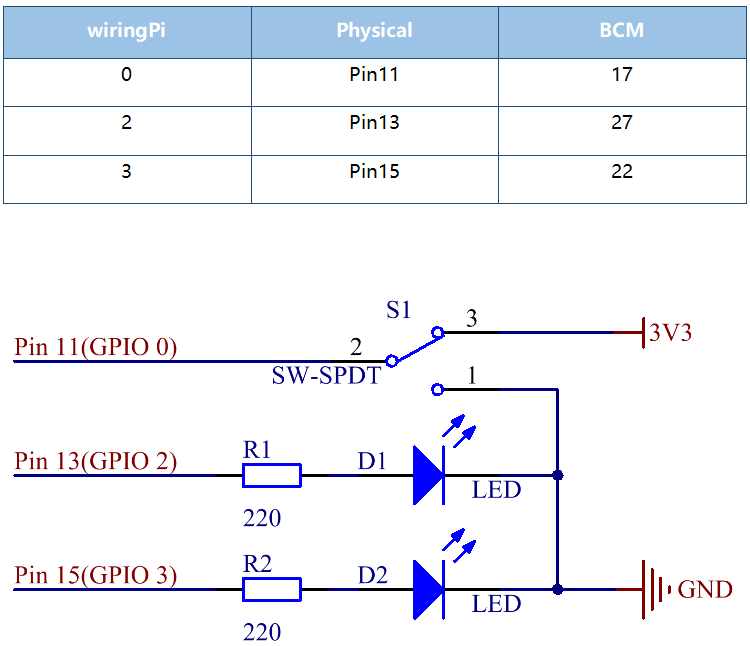 wiringPi Physical BCM
0 Pin11 17
2 Pin13 27
3 Pin15 22
S1 3
3V3
Pin 11(GPIO 0) 2
SW-SPDT 1
R1
Pin 13(GPIO 2) D1
LED
220
R2
Pin 15(GPIO 3) D2
GND
LED
220